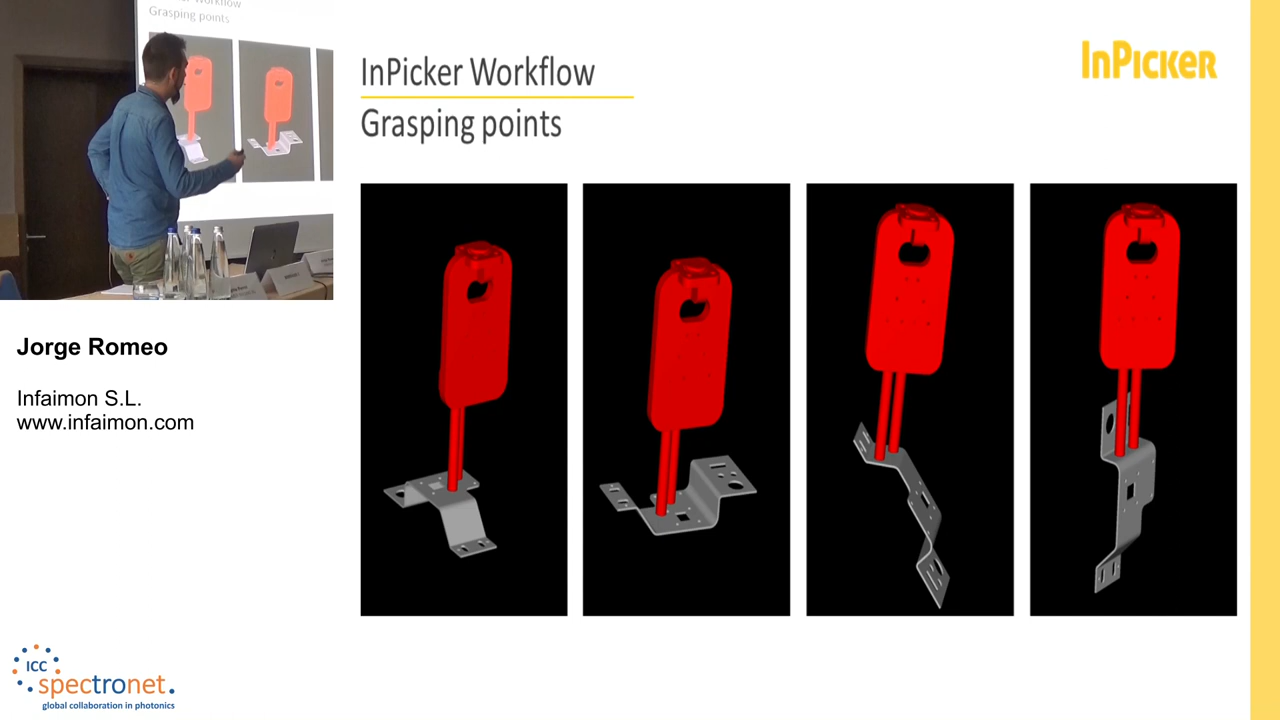 Grasping points
InPicker Workflow
Grasping points
InPicker
Jorge Romeo
Infaimon S.L.
www.infaimon.com
ICC
spectronet.
global collaboration in photonics